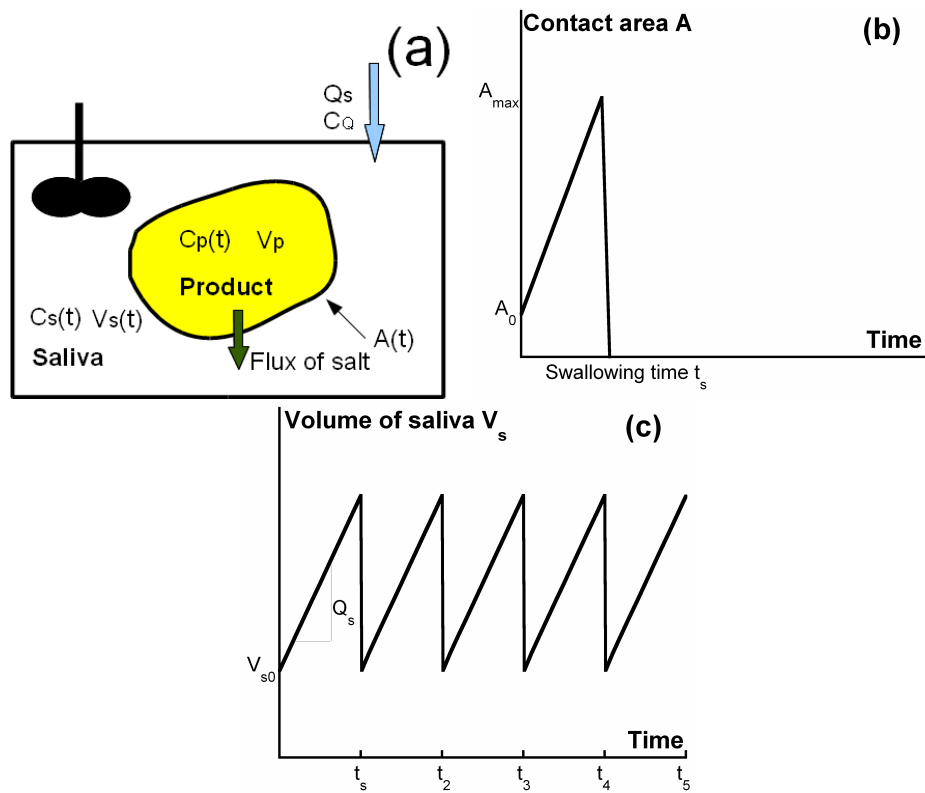 (a)
Qs
CQ
Cp(t) Vp
Product
Cs(t) Vs(t)
Saliva
A(t)
Flux of salt
Contact area A
(b)
Amax
A0
Time
Swallowing time ts
Volume of saliva Vs
(c)
Qs
Vs0
Time
ts t2 t3 t4 t5